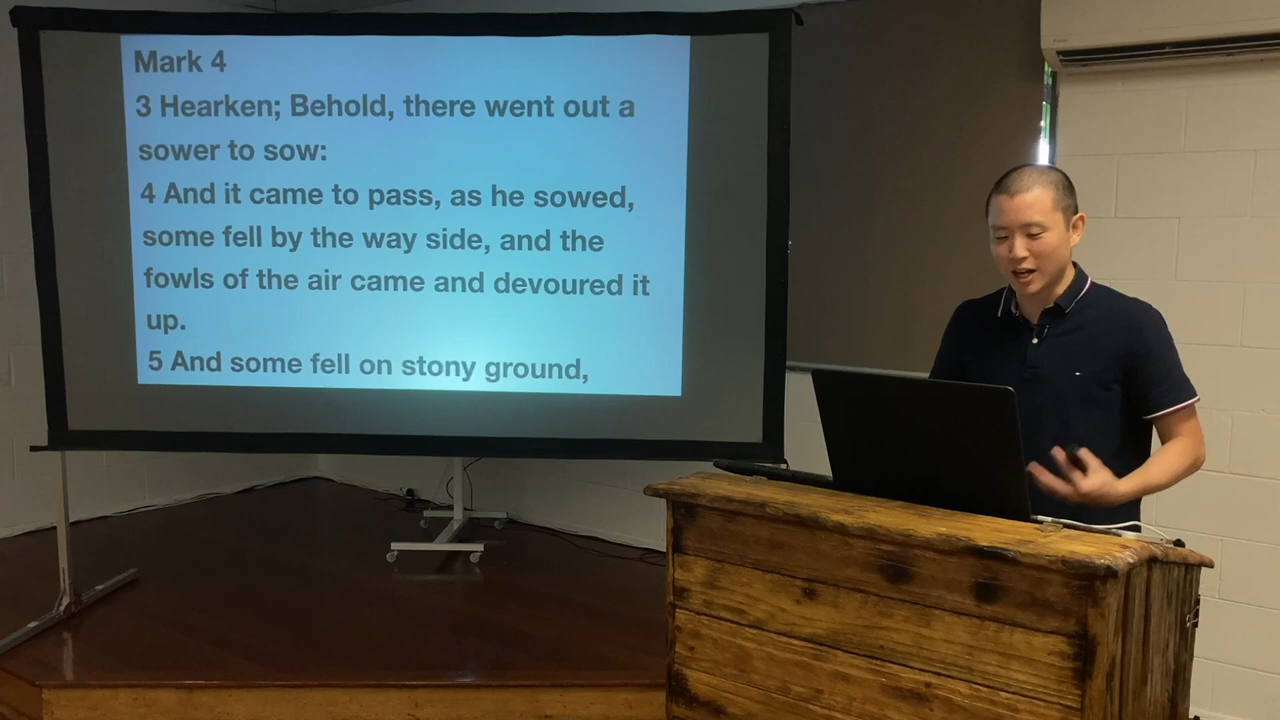 Mark 4
3 Hearken; Behold, there went out a
sower to sow:
4 And it came to pass, as he sowed,
some fell by the way side, and the
fowls of the air came and devoured it
up.
5 And some fell on stony ground,